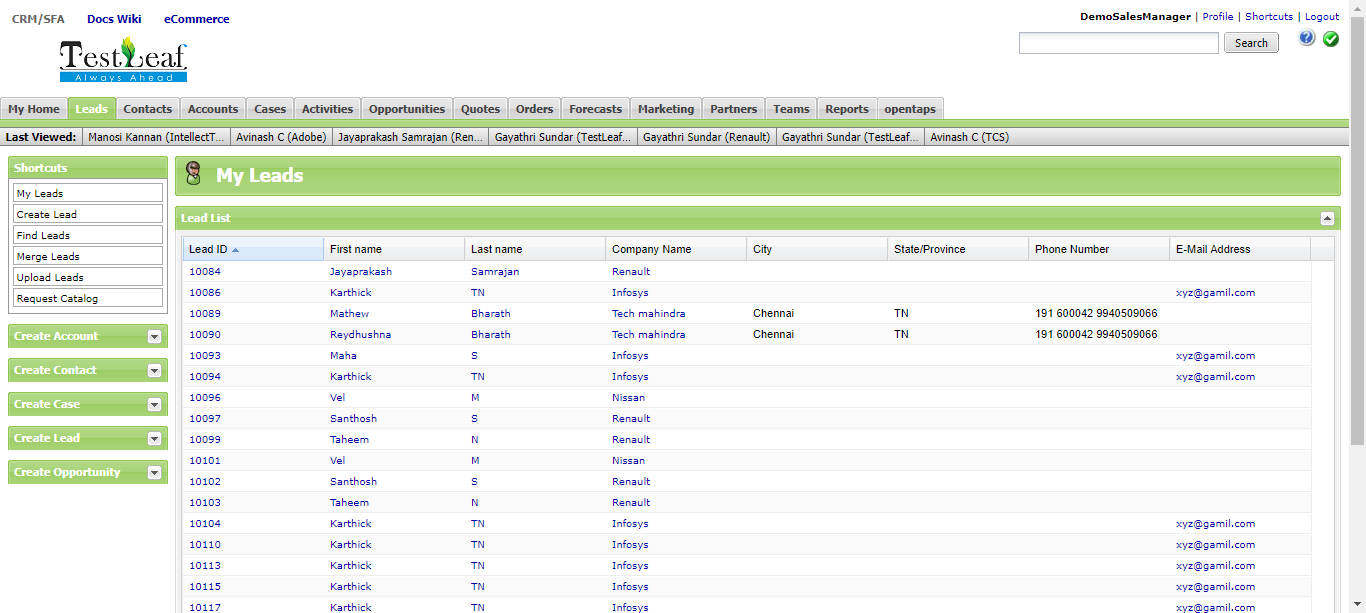 CRM/SFA Docs Wiki eCommerce
DemoSalesManager | Profile | Shortcuts | Logout
TestLeaf
Always Ahead
Search
My Home Leads Contacts Accounts Cases Activities Opportunities Quotes Orders Forecasts Marketing Partners Teams Reports opentaps
Last Viewed: Manosi Kannan (IntellectT... Avinash C (Adobe) Jayaprakash Samrajan (Ren... Gayathri Sundar (TestLeaf... Gayathri Sundar (Renault) Gayathri Sundar (TestLeaf... Avinash C (TCS)
Shortcuts
My Leads
Create Lead
Find Leads
Merge Leads
Upload Leads
Request Catalog
Create Account
Create Contact
Create Case
Create Lead
Create Opportunity
My Leads
Lead List
Lead ID First name Last name Company Name City State/Province Phone Number E-Mail Address
10084 Jayaprakash Samrajan Renault
10086 Karthick TN Infosys xyz@gamil.com
10089 Mathew Bharath Tech mahindra Chennai TN 191 600042 9940509066
10090 Reydhushna Bharath Tech mahindra Chennai TN 191 600042 9940509066
10093 Maha S Infosys xyz@gamil.com
10094 Karthick TN Infosys xyz@gamil.com
10096 Vel M Nissan
10097 Santhosh S Renault
10099 Taheem N Renault
10101 Vel M Nissan
10102 Santhosh S Renault
10103 Taheem N Renault
10104 Karthick TN Infosys xyz@gamil.com
10110 Karthick TN Infosys xyz@gamil.com
10113 Karthick TN Infosys xyz@gamil.com
10115 Karthick TN Infosys xyz@gamil.com
10117 Karthick TN Infosys xyz@gamil.com